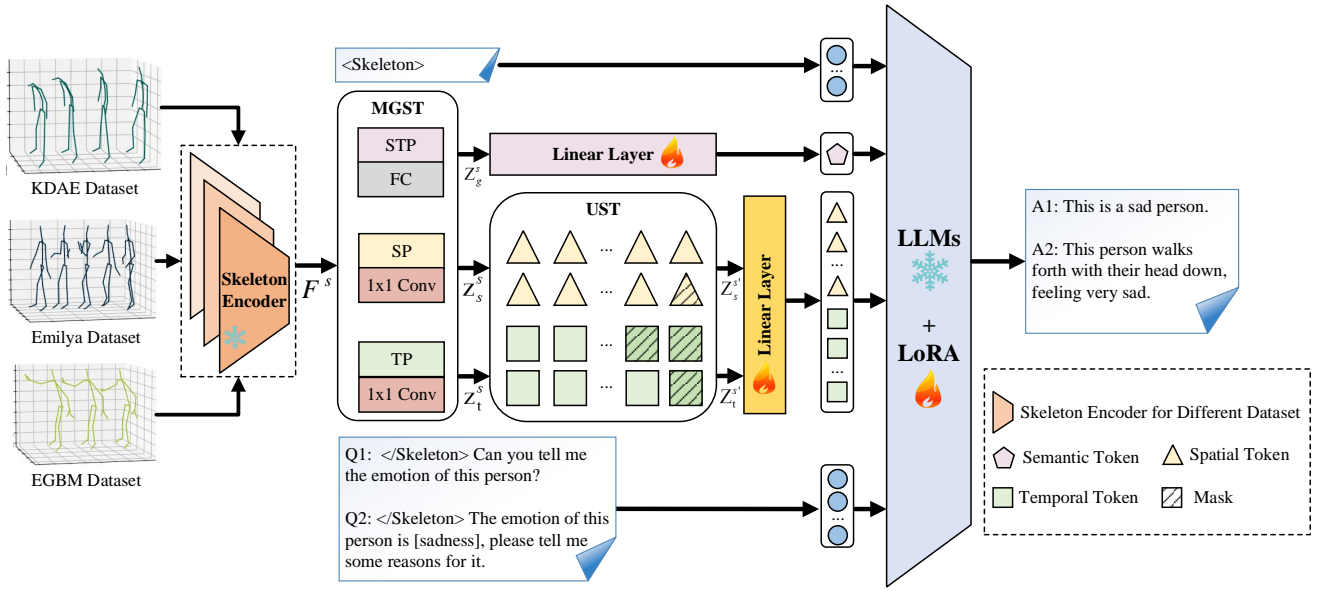 <Skeleton>
MGST
STP
FC
Z_g^s
Linear Layer
KDAE Dataset
UST
SP
1x1 Conv
Z_s^s
Z_s^{s'}
Linear Layer
Skeleton
Encoder
F^s
Emilya Dataset
TP
1x1 Conv
Z_t^s
Z_t^{s'}
EGBM Dataset
Q1: </Skeleton> Can you tell me
the emotion of this person?
Q2: </Skeleton> The emotion of this
person is [sadness], please tell me
some reasons for it.
LLMs
+
LoRA
A1: This is a sad person.
A2: This person walks
forth with their head down,
feeling very sad.
Skeleton Encoder for Different Dataset
Semantic Token
Spatial Token
Temporal Token
Mask